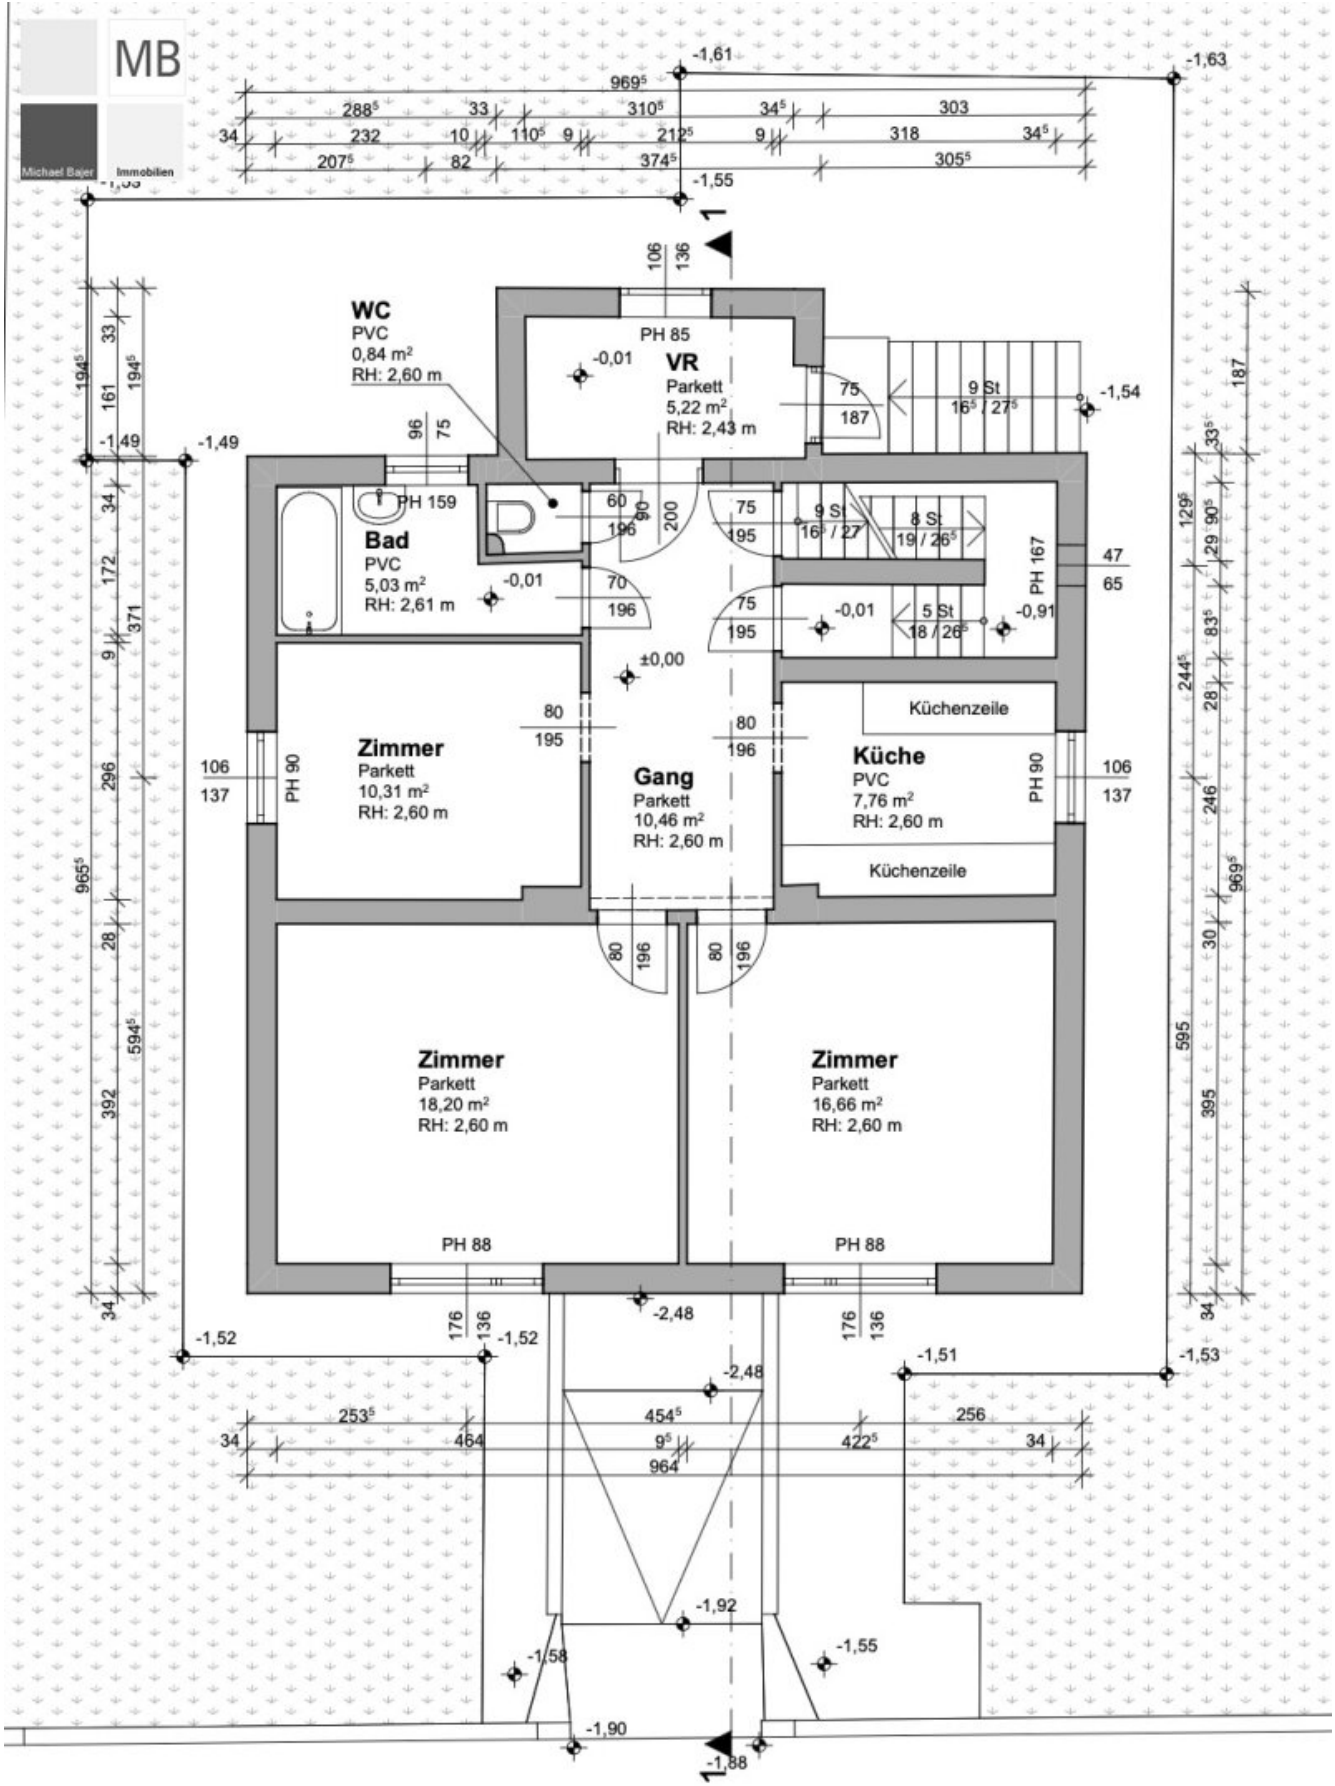 MB
Michael Bajer
Immobilien
-1,61
-1,63
969⁵
288⁵ 33 310⁵ 34⁵ 303
34 232 10 110⁵ 9 212⁵ 9 318 34⁵
207⁵ 82 374⁵ 305⁵
-1,55
1
106
136
WC
PVC
0,84 m²
RH: 2,60 m
PH 85
-0,01
VR
Parkett
5,22 m²
RH: 2,43 m
75
187
9 St
16⁵ / 27⁵
-1,54
187
194⁵
33
161
194⁵
96
75
-1,49
-1,49
33⁵
PH 159
60
196
90
200
75
195
9 St
16⁵ / 27
8 St
19 / 26⁵
129⁵
90⁵
29
34
Bad
PVC
5,03 m²
RH: 2,61 m
-0,01
PH 167
47
65
172
371
70
196
75
195
-0,01
5 St
18 / 26⁵
-0,91
83⁵
9
±0,00
244⁵
28⁵
Küchenzeile
80
195
80
196
Zimmer
Parkett
10,31 m²
RH: 2,60 m
106
137
PH 90
296
Gang
Parkett
10,46 m²
RH: 2,60 m
Küche
PVC
7,76 m²
RH: 2,60 m
PH 90
106
137
246
Küchenzeile
965⁵
969⁵
28
30
80
196
80
196
594⁵
595
Zimmer
Parkett
18,20 m²
RH: 2,60 m
Zimmer
Parkett
16,66 m²
RH: 2,60 m
392
395
PH 88
PH 88
34
34
176
136
-2,48
176
136
-1,52
-1,52
-2,48
-1,51
-1,53
253⁵ 454⁵ 256
34 464 9⁵ 422⁵ 34
964
-1,92
-1,58
-1,55
-1,90
-1,88
1